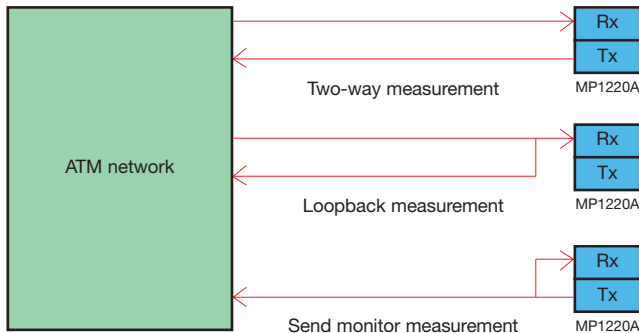 Rx
Tx
MP1220A
Two-way measurement
ATM network
Rx
Tx
MP1220A
Loopback measurement
Rx
Tx
MP1220A
Send monitor measurement